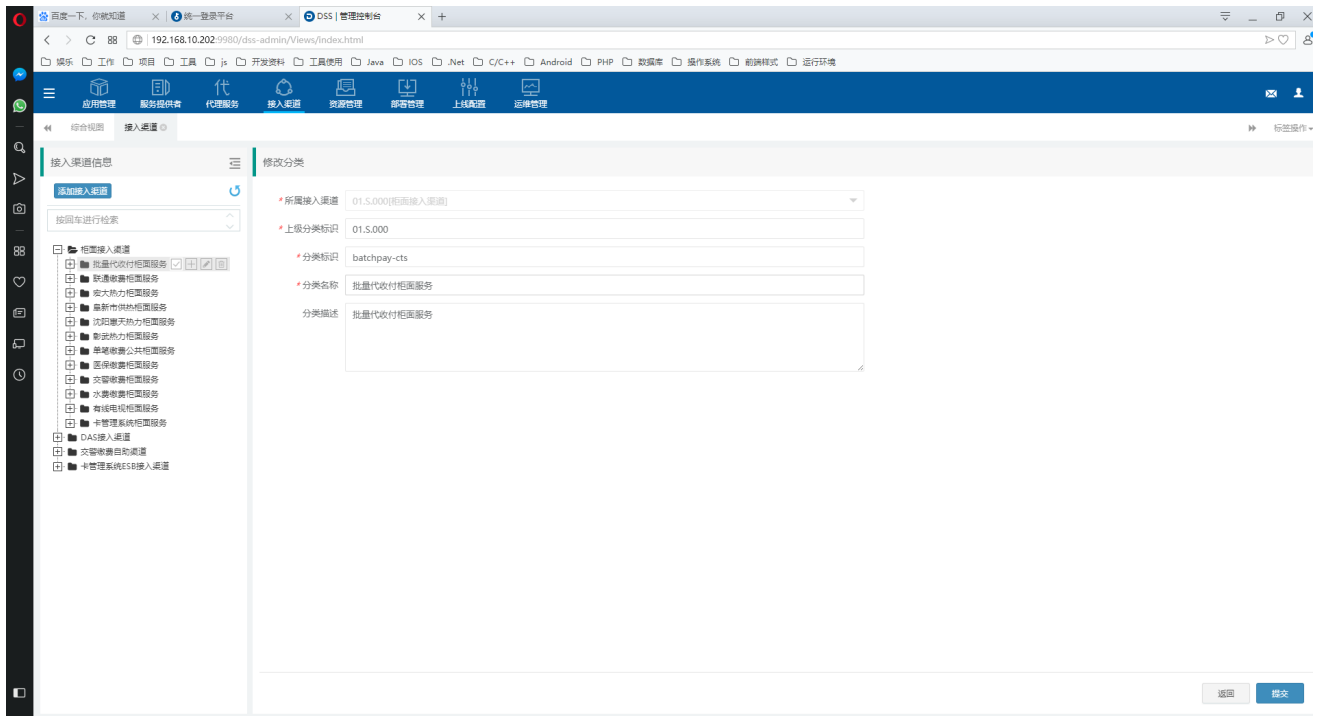 百度一下，你就知道
统一登录平台
DSS | 管理控制台
192.168.10.202:9980/dss-admin/Views/index.html
娱乐 工作 项目 工具 js 开发资料 工具使用 Java IOS .Net C/C++ Android PHP 数据库 操作系统 前端样式 运行环境
应用管理 服务提供者 代 代理服务 接入渠道 资源管理 部署管理 上线配置 运维管理
综合视图 接入渠道 标签操作
接入渠道信息
修改分类
添加接入渠道
按回车进行检索
柜面接入渠道
批量代收付柜面服务
联通缴费柜面服务
宏大热力柜面服务
阜新市供热柜面服务
沈阳惠天热力柜面服务
彰武热力柜面服务
单笔缴费公共柜面服务
医保缴费柜面服务
交警缴费柜面服务
水费缴费柜面服务
有线电视柜面服务
卡管理系统柜面服务
DAS接入渠道
交警缴费自助渠道
卡管理系统ESB接入渠道
*所属接入渠道 01.S.000[柜面接入渠道]
*上级分类标识 01.S.000
*分类标识 batchpay-cts
*分类名称 批量代收付柜面服务
分类描述 批量代收付柜面服务
返回 提交